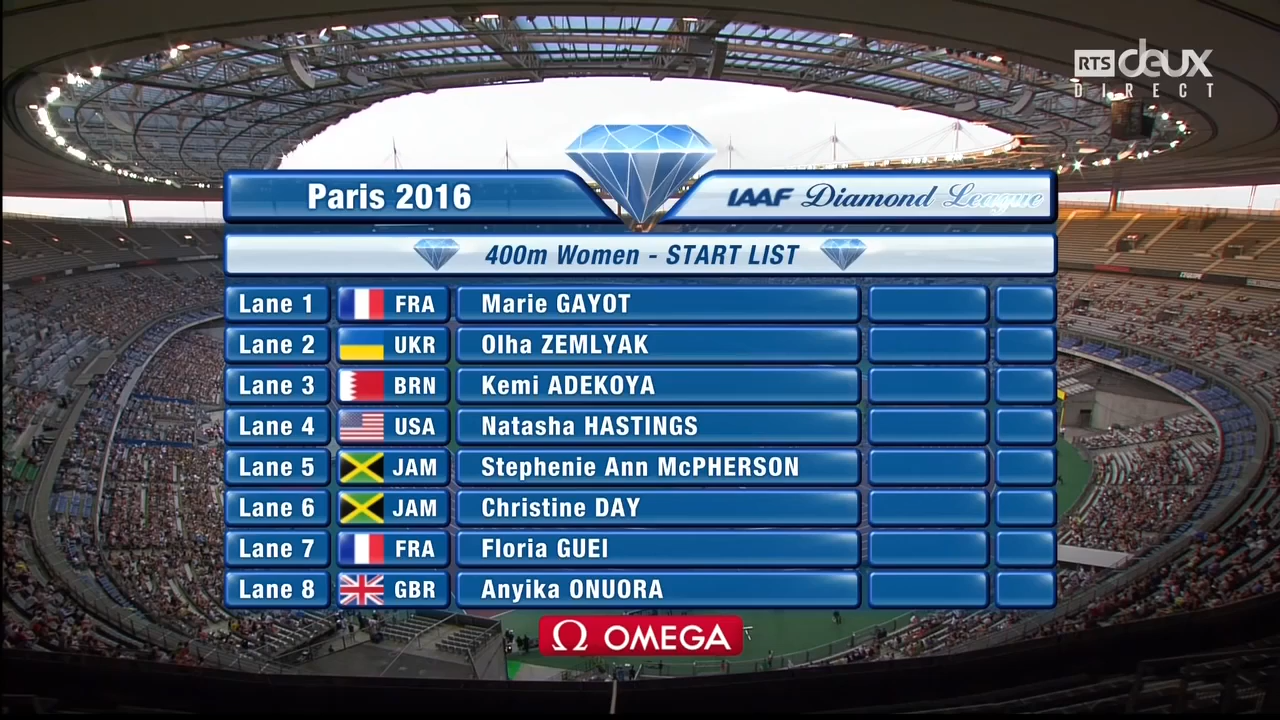 RTS deux
DIRECT
Paris 2016
IAAF Diamond League
400m Women - START LIST
Lane 1 FRA Marie GAYOT
Lane 2 UKR Olha ZEMLYAK
Lane 3 BRN Kemi ADEKOYA
Lane 4 USA Natasha HASTINGS
Lane 5 JAM Stephenie Ann McPHERSON
Lane 6 JAM Christine DAY
Lane 7 FRA Floria GUEI
Lane 8 GBR Anyika ONUORA
Ω OMEGA